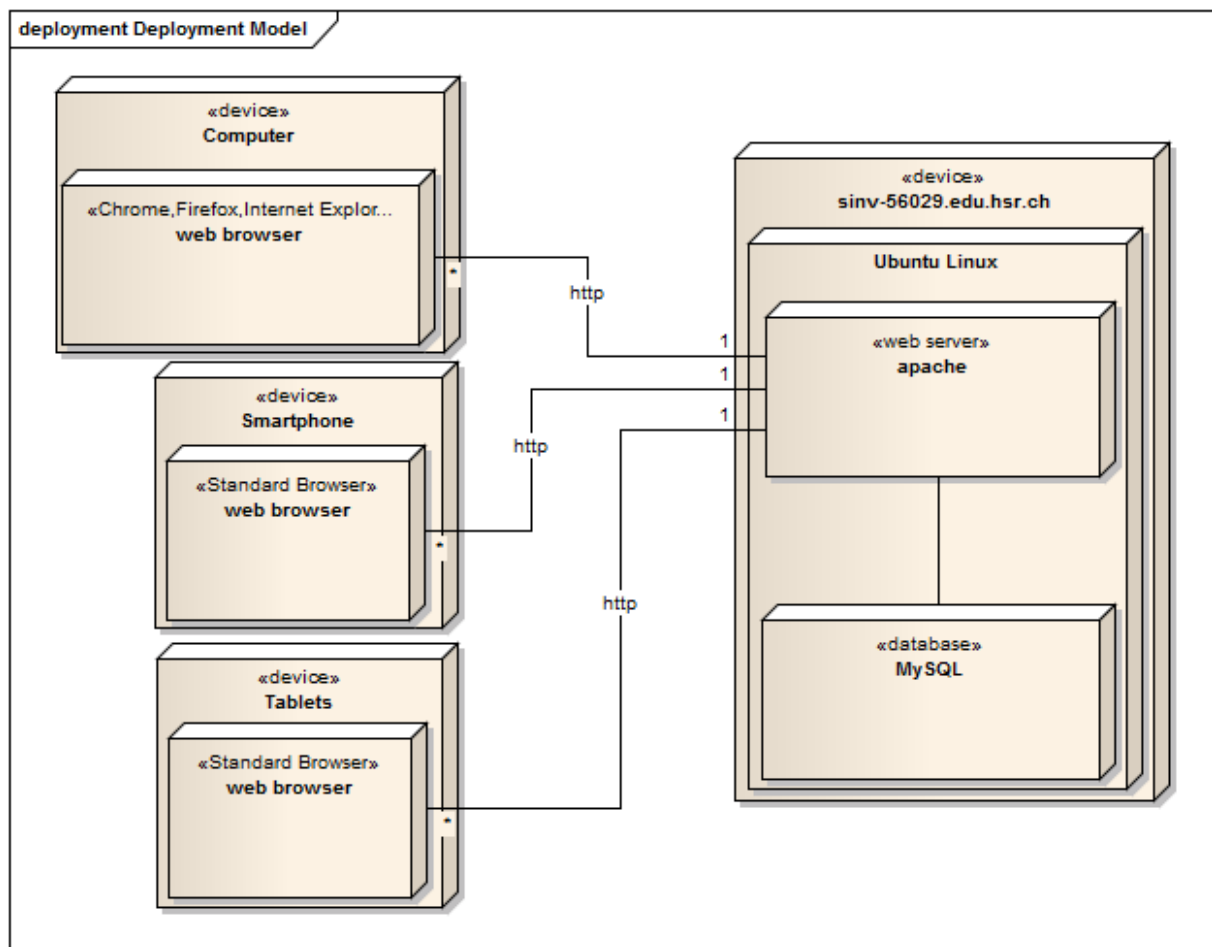 deployment Deployment Model
«device»
Computer
«Chrome,Firefox,Internet Explor...
web browser
*
http
«device»
Smartphone
«Standard Browser»
web browser
*
http
«device»
Tablets
«Standard Browser»
web browser
*
http
1
1
1
«device»
sinv-56029.edu.hsr.ch
Ubuntu Linux
«web server»
apache
«database»
MySQL